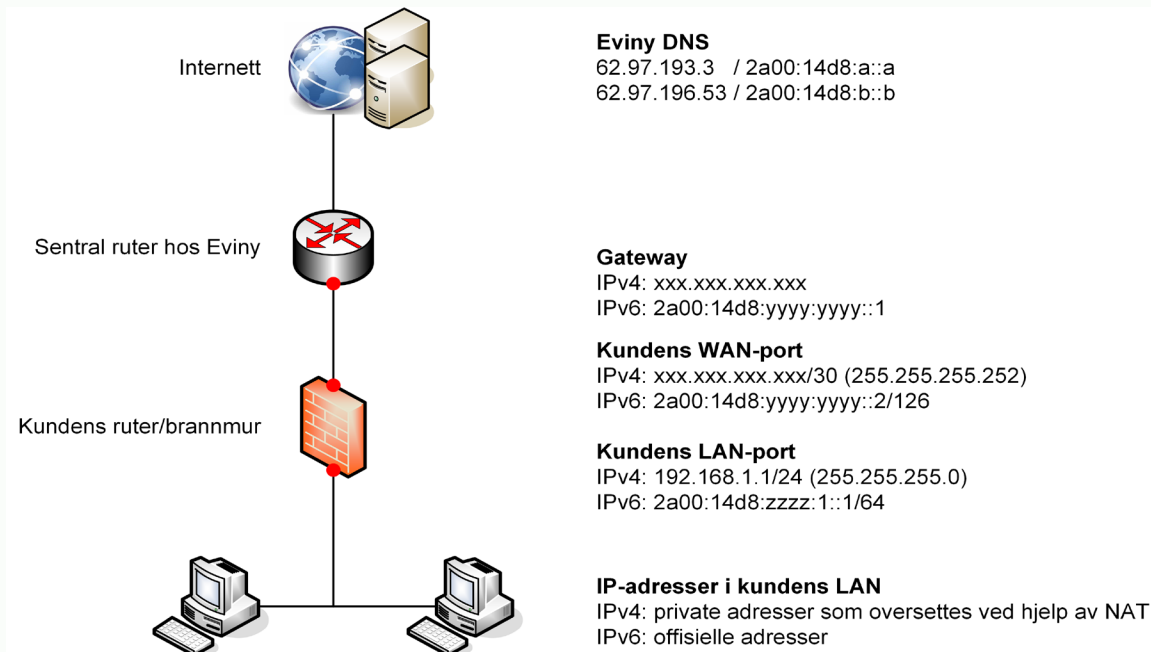 Internett
Eviny DNS
62.97.193.3 / 2a00:14d8:a::a
62.97.196.53 / 2a00:14d8:b::b
Sentral ruter hos Eviny
Gateway
IPv4: xxx.xxx.xxx.xxx
IPv6: 2a00:14d8:yyyy:yyyy::1
Kundens WAN-port
IPv4: xxx.xxx.xxx.xxx/30 (255.255.255.252)
IPv6: 2a00:14d8:yyyy:yyyy::2/126
Kundens ruter/brannmur
Kundens LAN-port
IPv4: 192.168.1.1/24 (255.255.255.0)
IPv6: 2a00:14d8:zzzz:1::1/64
IP-adresser i kundens LAN
IPv4: private adresser som oversettes ved hjelp av NAT
IPv6: offisielle adresser